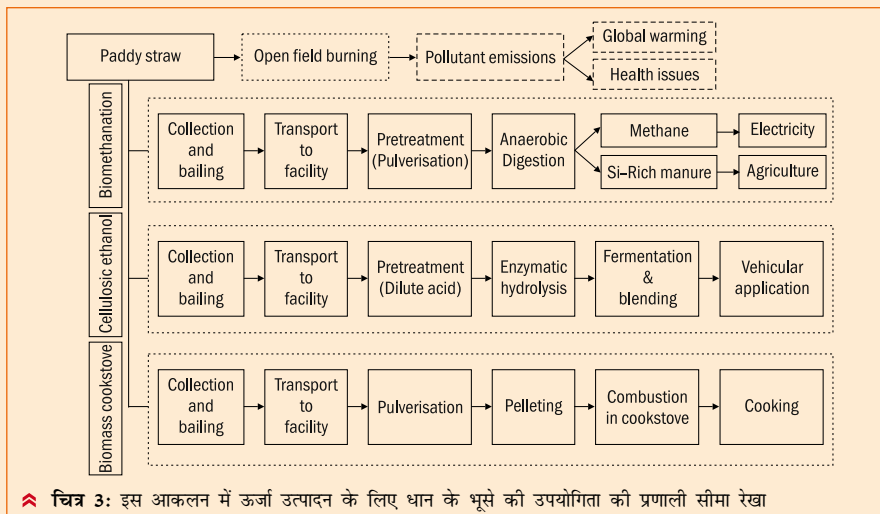 Paddy straw
Open field burning
Pollutant emissions
Global warming
Health issues
Biomethanation
Collection
and
bailing
Transport
to
facility
Pretreatment
(Pulverisation)
Anaerobic
Digestion
Methane
Electricity
Si–Rich manure
Agriculture
Cellulosic ethanol
Collection
and
bailing
Transport
to
facility
Pretreatment
(Dilute acid)
Enzymatic
hydrolysis
Fermentation
&
blending
Vehicular
application
Biomass cookstove
Collection
and
bailing
Transport
to
facility
Pulverisation
Pelleting
Combustion
in cookstove
Cooking
चित्र 3: इस आकलन में ऊर्जा उत्पादन के लिए धान के भूसे की उपयोगिता की प्रणाली सीमा रेखा